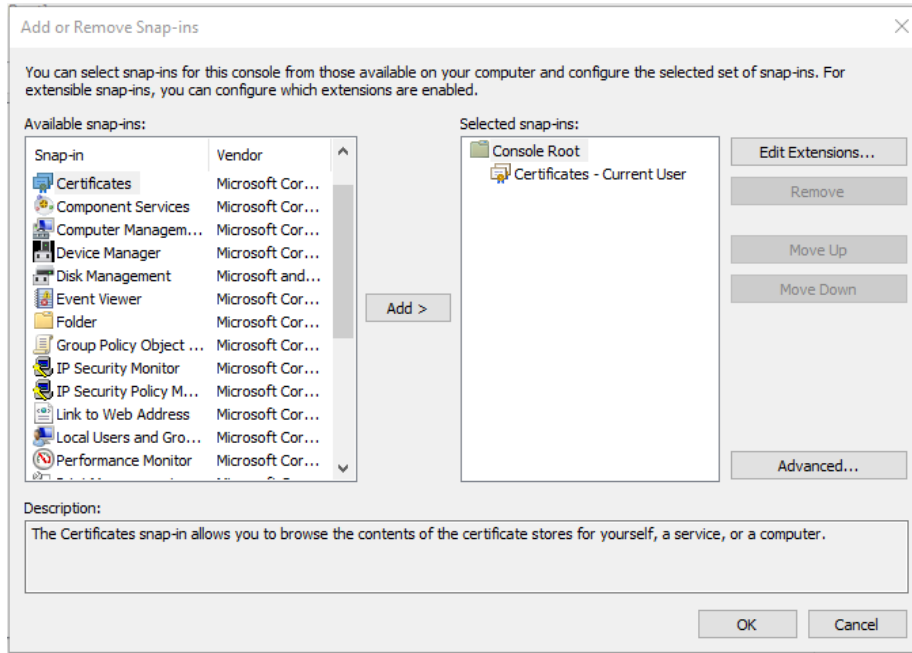 Add or Remove Snap-ins
You can select snap-ins for this console from those available on your computer and configure the selected set of snap-ins. For
extensible snap-ins, you can configure which extensions are enabled.
Available snap-ins:
Snap-in Vendor
Certificates Microsoft Cor...
Component Services Microsoft Cor...
Computer Managem... Microsoft Cor...
Device Manager Microsoft Cor...
Disk Management Microsoft and...
Event Viewer Microsoft Cor...
Folder Microsoft Cor...
Group Policy Object ... Microsoft Cor...
IP Security Monitor Microsoft Cor...
IP Security Policy M... Microsoft Cor...
Link to Web Address Microsoft Cor...
Local Users and Gro... Microsoft Cor...
Performance Monitor Microsoft Cor...
Add >
Selected snap-ins:
Console Root
Certificates - Current User
Edit Extensions...
Remove
Move Up
Move Down
Advanced...
Description:
The Certificates snap-in allows you to browse the contents of the certificate stores for yourself, a service, or a computer.
OK
Cancel